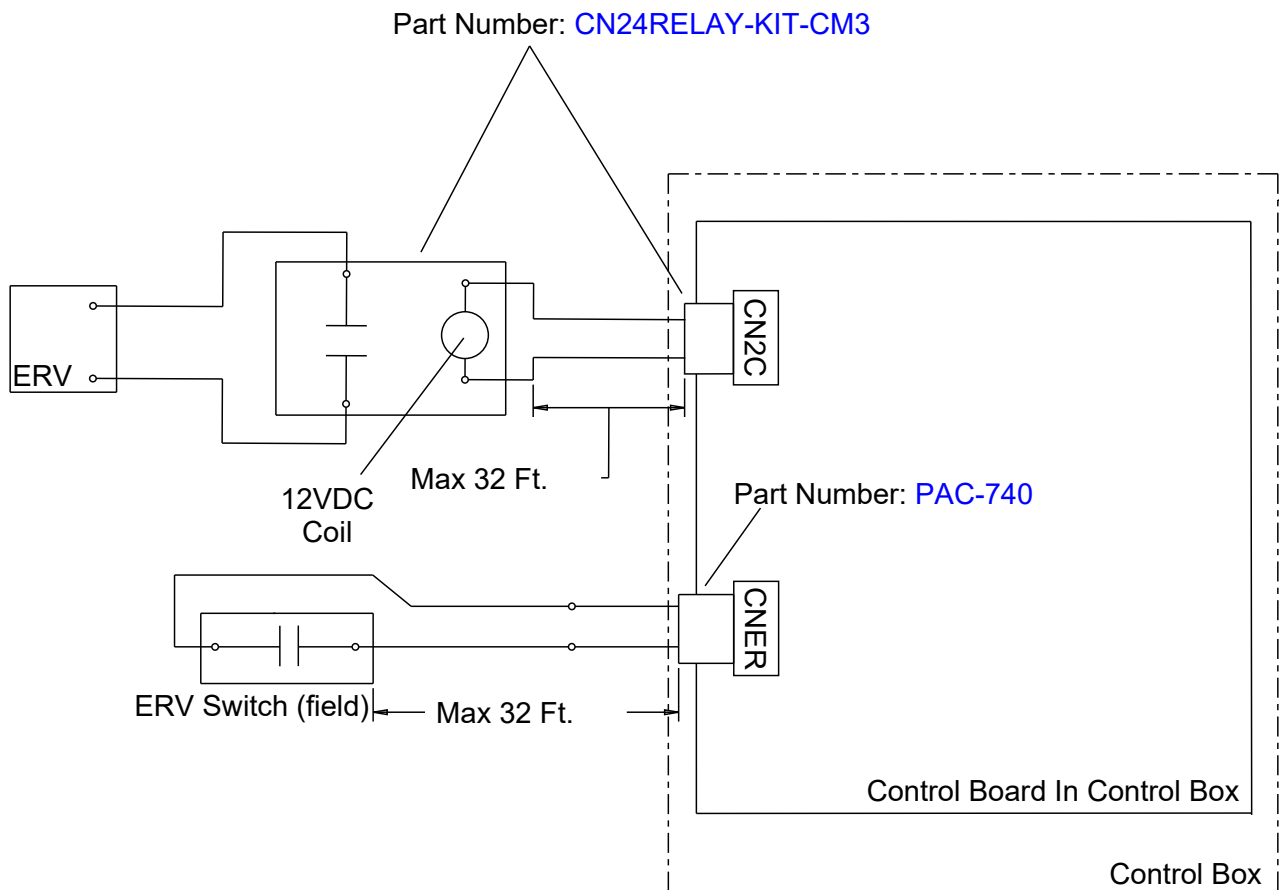 Part Number: CN24RELAY-KIT-CM3
CN2C
ERV
Max 32 Ft.
12VDC
Coil
Part Number: PAC-740
CNER
ERV Switch (field)
Max 32 Ft.
Control Board In Control Box
Control Box